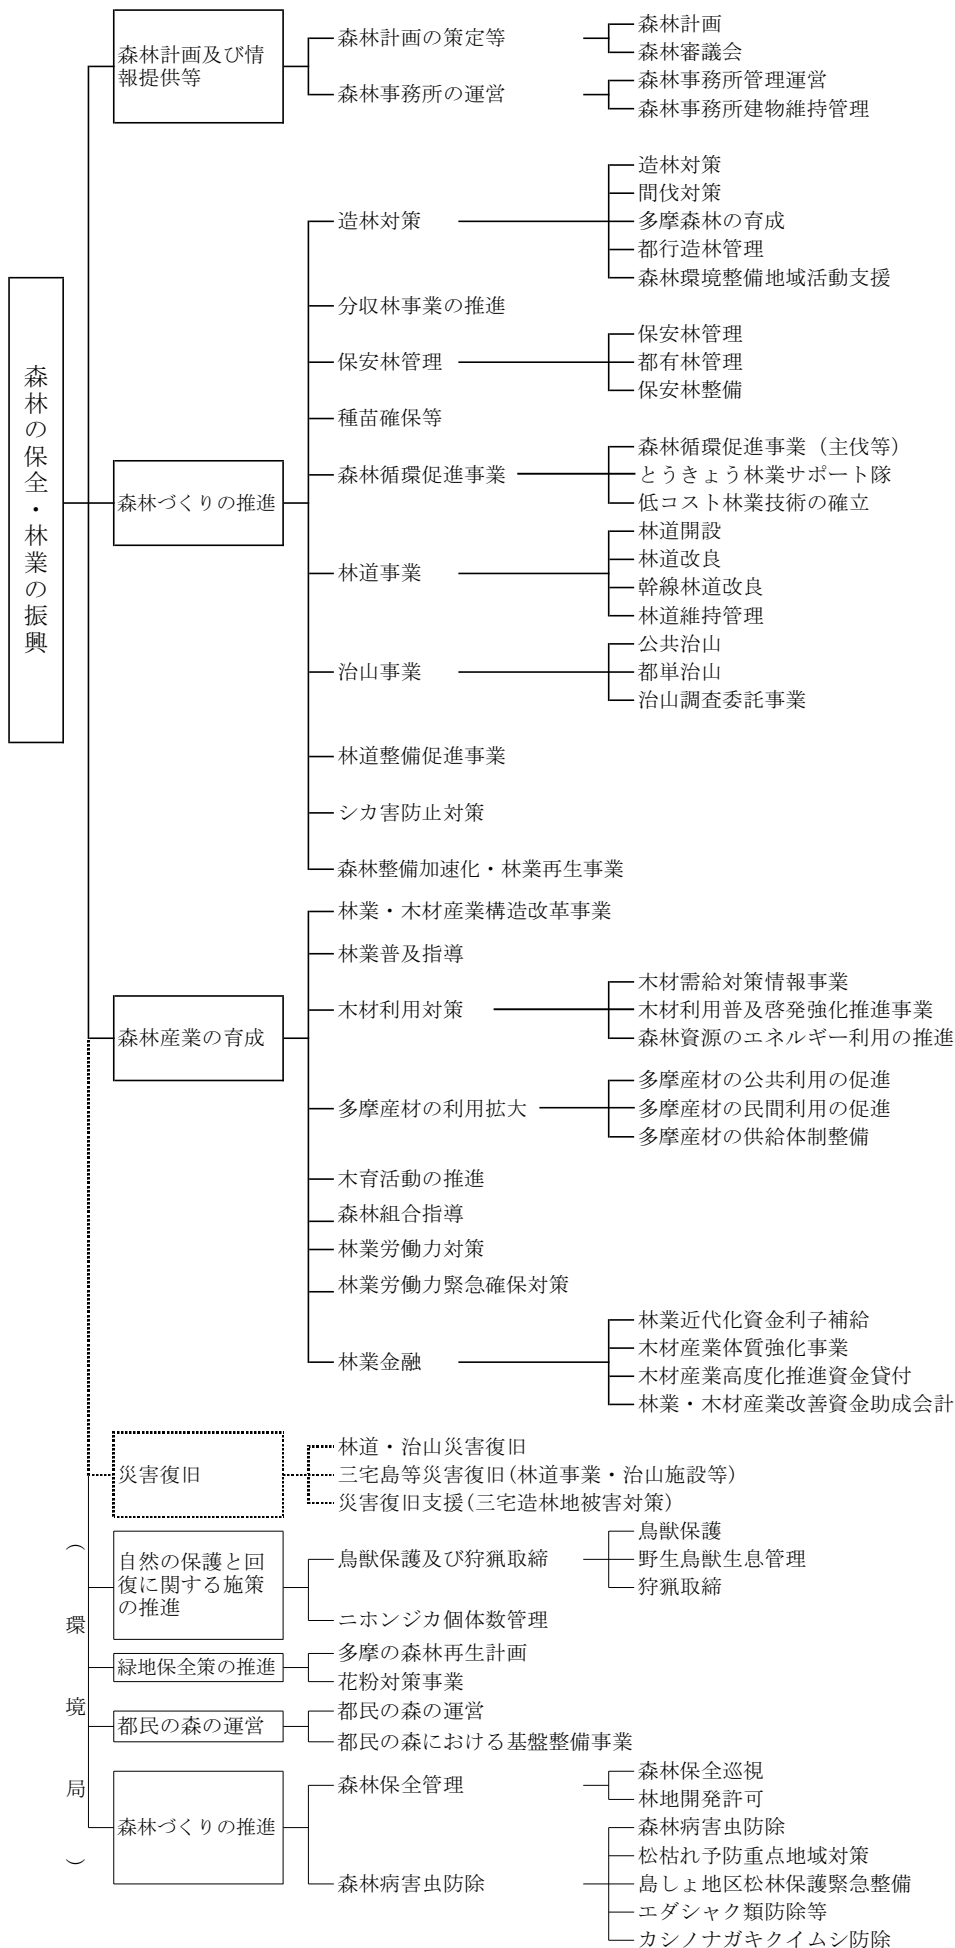 森林の保全・林業の振興
森林計画及び情
報提供等
森林計画の策定等
森林計画
森林審議会
森林事務所の運営
森林事務所管理運営
森林事務所建物維持管理
森林づくりの推進
造林対策
造林対策
間伐対策
多摩森林の育成
都行造林管理
森林環境整備地域活動支援
分収林事業の推進
保安林管理
保安林管理
都有林管理
保安林整備
種苗確保等
森林循環促進事業
森林循環促進事業（主伐等）
とうきょう林業サポート隊
低コスト林業技術の確立
林道事業
林道開設
林道改良
幹線林道改良
林道維持管理
治山事業
公共治山
都単治山
治山調査委託事業
林道整備促進事業
シカ害防止対策
森林整備加速化・林業再生事業
森林産業の育成
林業・木材産業構造改革事業
林業普及指導
木材利用対策
木材需給対策情報事業
木材利用普及啓発強化推進事業
森林資源のエネルギー利用の推進
多摩産材の利用拡大
多摩産材の公共利用の促進
多摩産材の民間利用の促進
多摩産材の供給体制整備
木育活動の推進
森林組合指導
林業労働力対策
林業労働力緊急確保対策
林業金融
林業近代化資金利子補給
木材産業体質強化事業
木材産業高度化推進資金貸付
林業・木材産業改善資金助成会計
災害復旧
林道・治山災害復旧
三宅島等災害復旧(林道事業・治山施設等)
災害復旧支援(三宅造林地被害対策)
（環境局）
自然の保護と回
復に関する施策
の推進
鳥獣保護及び狩猟取締
鳥獣保護
野生鳥獣生息管理
狩猟取締
ニホンジカ個体数管理
緑地保全策の推進
多摩の森林再生計画
花粉対策事業
都民の森の運営
都民の森の運営
都民の森における基盤整備事業
森林づくりの推進
森林保全管理
森林保全巡視
林地開発許可
森林病害虫防除
森林病害虫防除
松枯れ予防重点地域対策
島しょ地区松林保護緊急整備
エダシャク類防除等
カシノナガキクイムシ防除